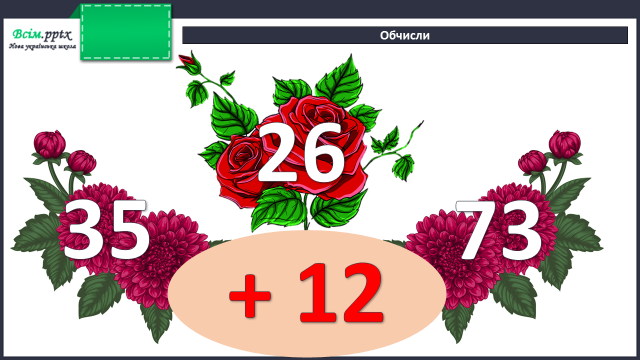 Всім.pptx
Нова українська школа
Обчисли
26
35
73
+ 12